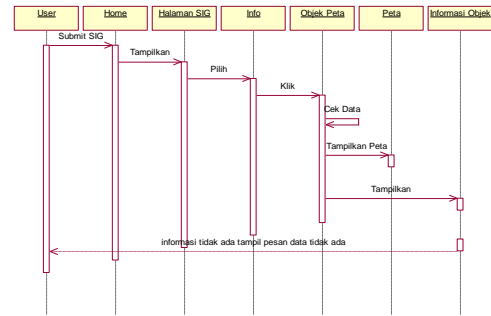 User
Home
Halaman SIG
Info
Objek Peta
Peta
Informasi Objek
Submit SIG
Tampilkan
Pilih
Klik
Cek Data
Tampilkan Peta
Tampilkan
informasi tidak ada tampil pesan data tidak ada